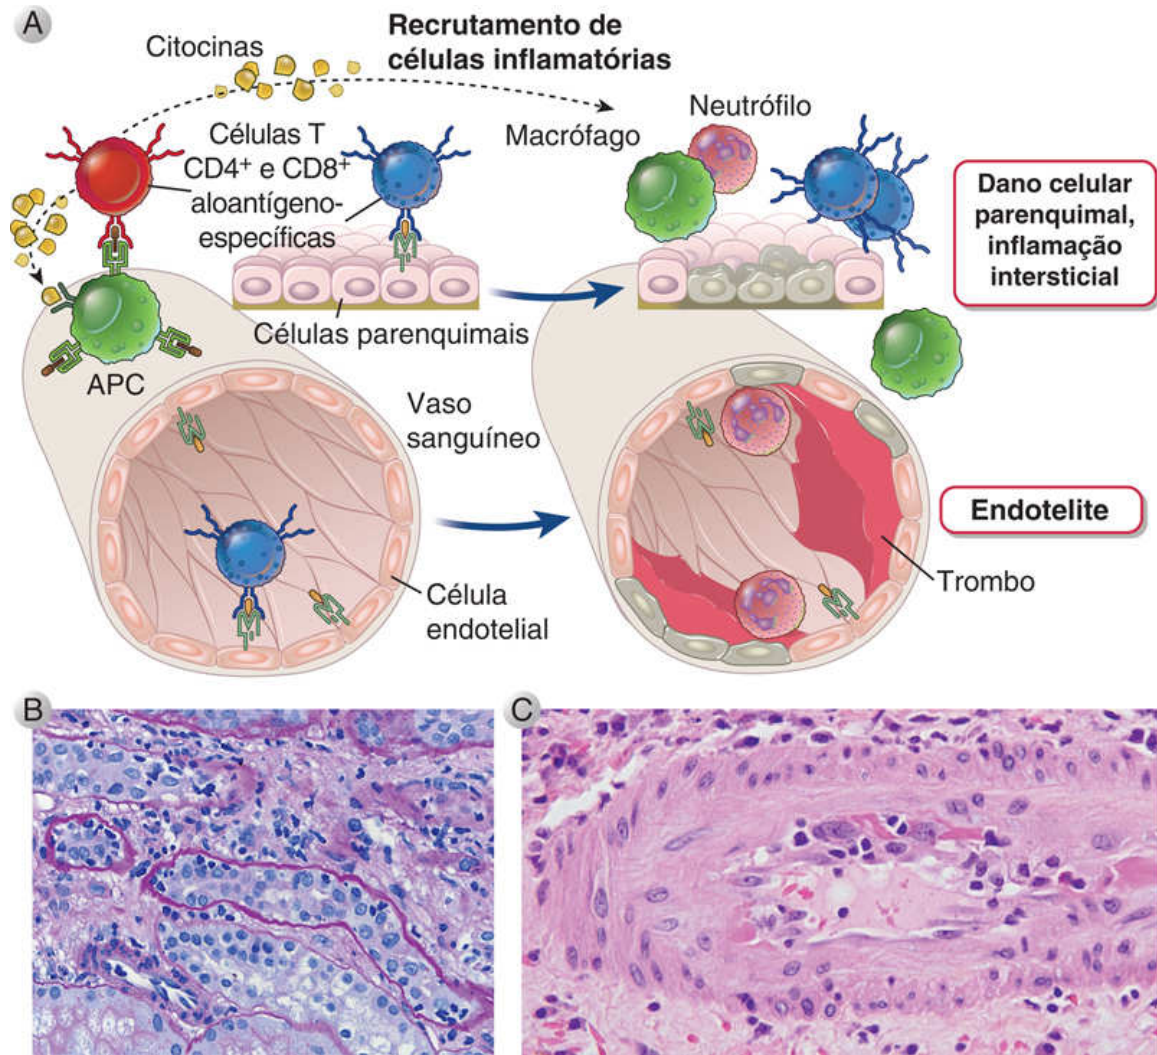 A
Citocinas
Recrutamento de
células inflamatórias
Neutrófilo
Macrófago
Células T
CD4+ e CD8+
aloantígeno-
específicas
Dano celular
parenquimal,
inflamação
intersticial
Células parenquimais
APC
Vaso
sanguíneo
Endotelite
Trombo
Célula
endotelial
B
C